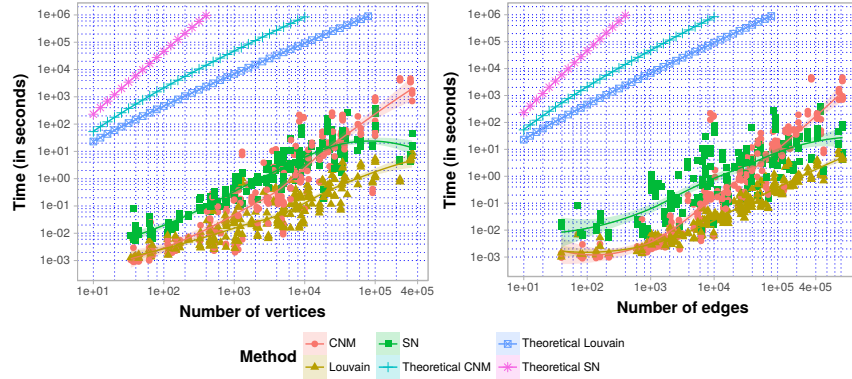 1e+06
1e+05
1e+04
1e+03
1e+02
1e+01
1e+00
1e-01
1e-02
1e-03
Time (in seconds)
1e+01 1e+02 1e+03 1e+04 1e+05 4e+05
Number of vertices
1e+06
1e+05
1e+04
1e+03
1e+02
1e+01
1e+00
1e-01
1e-02
1e-03
Time (in seconds)
1e+01 1e+02 1e+03 1e+04 1e+05 4e+05
Number of edges
Method
CNM SN Theoretical Louvain
Louvain Theoretical CNM Theoretical SN